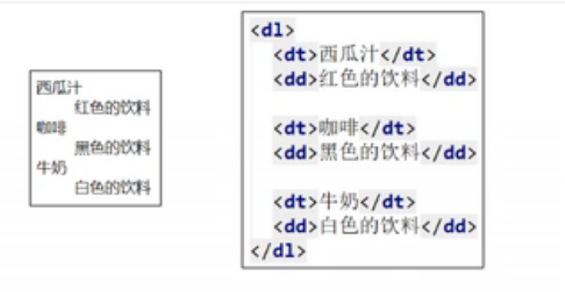 西瓜汁
红色的饮料
咖啡
黑色的饮料
牛奶
白色的饮料
<dl>
<dt>西瓜汁</dt>
<dd>红色的饮料</dd>
<dt>咖啡</dt>
<dd>黑色的饮料</dd>
<dt>牛奶</dt>
<dd>白色的饮料</dd>
</dl>